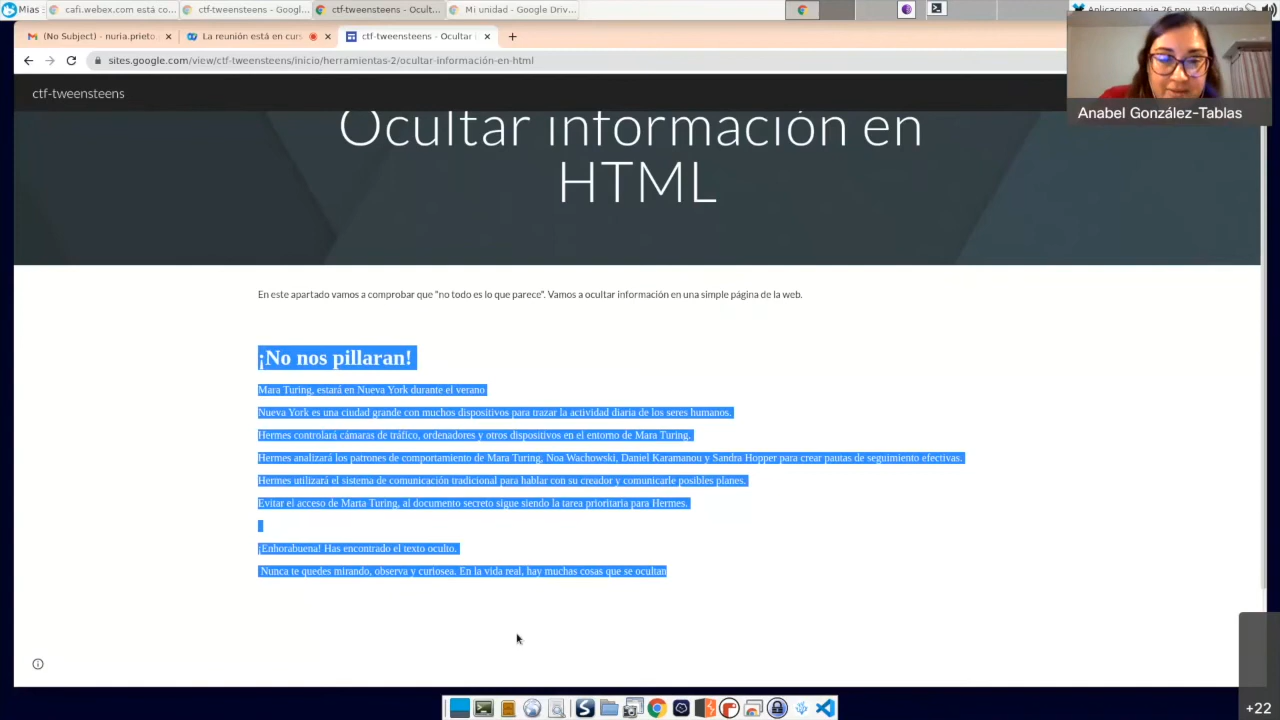 Mias
cafi.webex.com está co...
ctf-tweensteens - Googl...
ctf-tweensteens - Ocult...
Mi unidad - Google Driv...
Aplicaciones vie 26 nov, 18:50 nuria
(No Subject) - nuria.prieto
La reunión está en curs
ctf-tweensteens - Ocultar i
sites.google.com/view/ctf-tweensteens/inicio/herramientas-2/ocultar-información-en-html
ctf-tweensteens
Anabel González-Tablas
Ocultar información en
HTML
En este apartado vamos a comprobar que "no todo es lo que parece". Vamos a ocultar información en una simple página de la web.
¡No nos pillaran!
Mara Turing, estará en Nueva York durante el verano
Nueva York es una ciudad grande con muchos dispositivos para trazar la actividad diaria de los seres humanos.
Hermes controlará cámaras de tráfico, ordenadores y otros dispositivos en el entorno de Mara Turing.
Hermes analizará los patrones de comportamiento de Mara Turing, Noa Wachowski, Daniel Karamanou y Sandra Hopper para crear pautas de seguimiento efectivas.
Hermes utilizará el sistema de comunicación tradicional para hablar con su creador y comunicarle posibles planes.
Evitar el acceso de Marta Turing, al documento secreto sigue siendo la tarea prioritaria para Hermes.
¡Enhorabuena! Has encontrado el texto oculto.
Nunca te quedes mirando, observa y curiosea. En la vida real, hay muchas cosas que se ocultan
+22